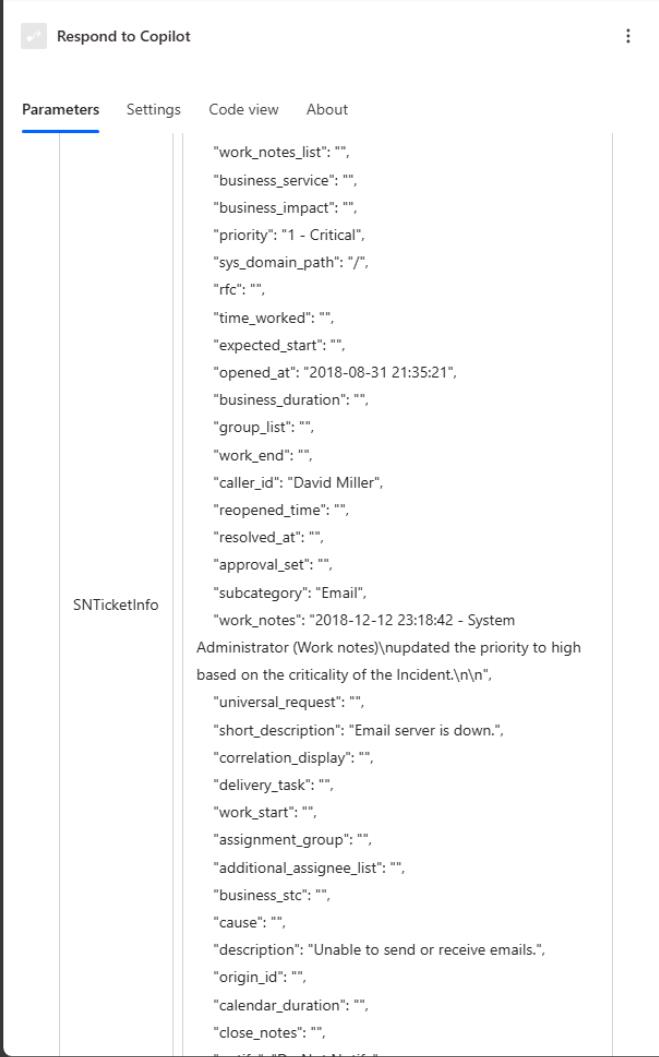 Respond to Copilot
Parameters Settings Code view About
"work_notes_list": "",
"business_service": "",
"business_impact": "",
"priority": "1 - Critical",
"sys_domain_path": "/",
"rfc": "",
"time_worked": "",
"expected_start": "",
"opened_at": "2018-08-31 21:35:21",
"business_duration": "",
"group_list": "",
"work_end": "",
"caller_id": "David Miller",
"reopened_time": "",
"resolved_at": "",
"approval_set": "",
"subcategory": "Email",
SNTicketInfo
"work_notes": "2018-12-12 23:18:42 - System
Administrator (Work notes)\nupdated the priority to high
based on the criticality of the Incident.\n\n",
"universal_request": "",
"short_description": "Email server is down.",
"correlation_display": "",
"delivery_task": "",
"work_start": "",
"assignment_group": "",
"additional_assignee_list": "",
"business_stc": "",
"cause": "",
"description": "Unable to send or receive emails.",
"origin_id": "",
"calendar_duration": "",
"close_notes": "",